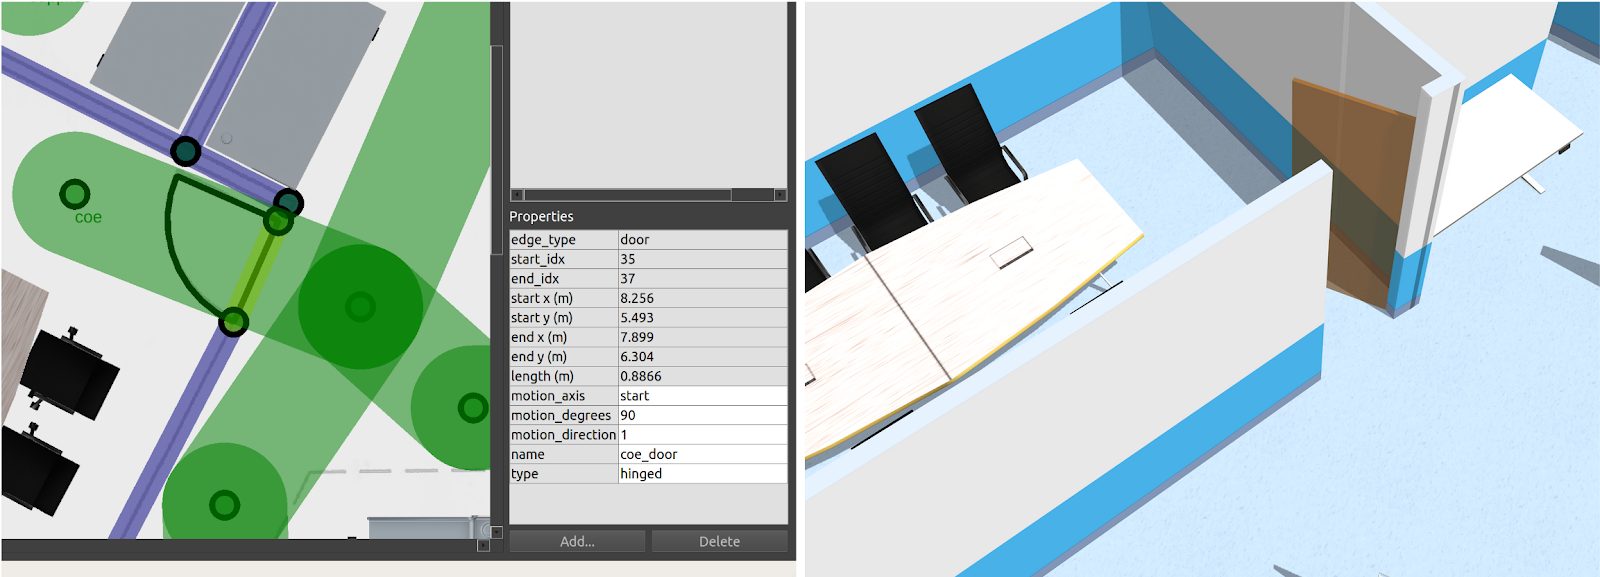 coe
Properties
edge_type door
start_idx 35
end_idx 37
start x (m) 8.256
start y (m) 5.493
end x (m) 7.899
end y (m) 6.304
length (m) 0.8866
motion_axis start
motion_degrees 90
motion_direction 1
name coe_door
type hinged
Add... Delete